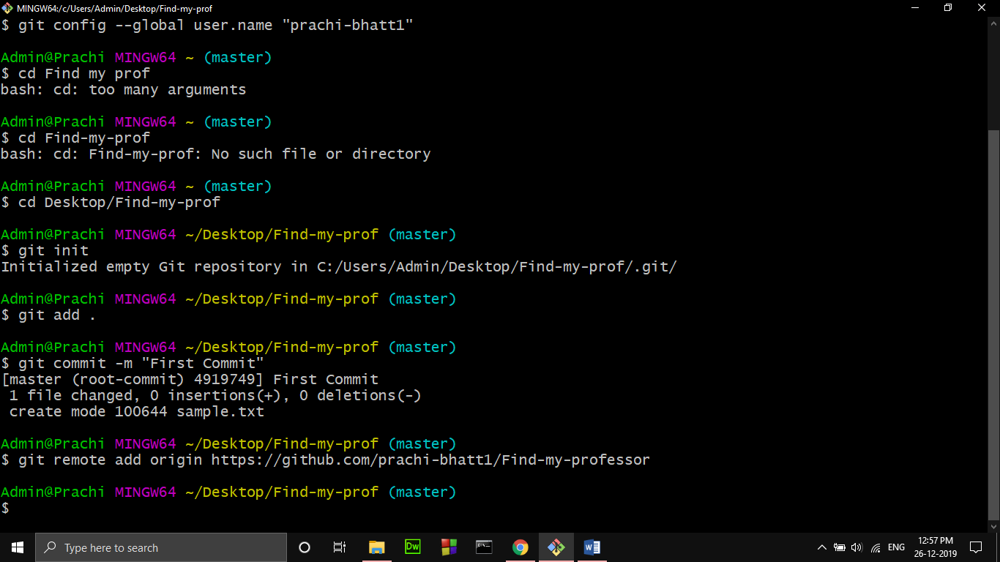 MINGW64:/c/Users/Admin/Desktop/Find-my-prof
$ git config --global user.name "prachi-bhatt1"
Admin@Prachi MINGW64 ~ (master)
$ cd Find my prof
bash: cd: too many arguments
Admin@Prachi MINGW64 ~ (master)
$ cd Find-my-prof
bash: cd: Find-my-prof: No such file or directory
Admin@Prachi MINGW64 ~ (master)
$ cd Desktop/Find-my-prof
Admin@Prachi MINGW64 ~/Desktop/Find-my-prof (master)
$ git init
Initialized empty Git repository in C:/Users/Admin/Desktop/Find-my-prof/.git/
Admin@Prachi MINGW64 ~/Desktop/Find-my-prof (master)
$ git add .
Admin@Prachi MINGW64 ~/Desktop/Find-my-prof (master)
$ git commit -m "First Commit"
[master (root-commit) 4919749] First Commit
 1 file changed, 0 insertions(+), 0 deletions(-)
 create mode 100644 sample.txt
Admin@Prachi MINGW64 ~/Desktop/Find-my-prof (master)
$ git remote add origin https://github.com/prachi-bhatt1/Find-my-professor
Admin@Prachi MINGW64 ~/Desktop/Find-my-prof (master)
$
Type here to search
Dw
ENG
12:57 PM
26-12-2019